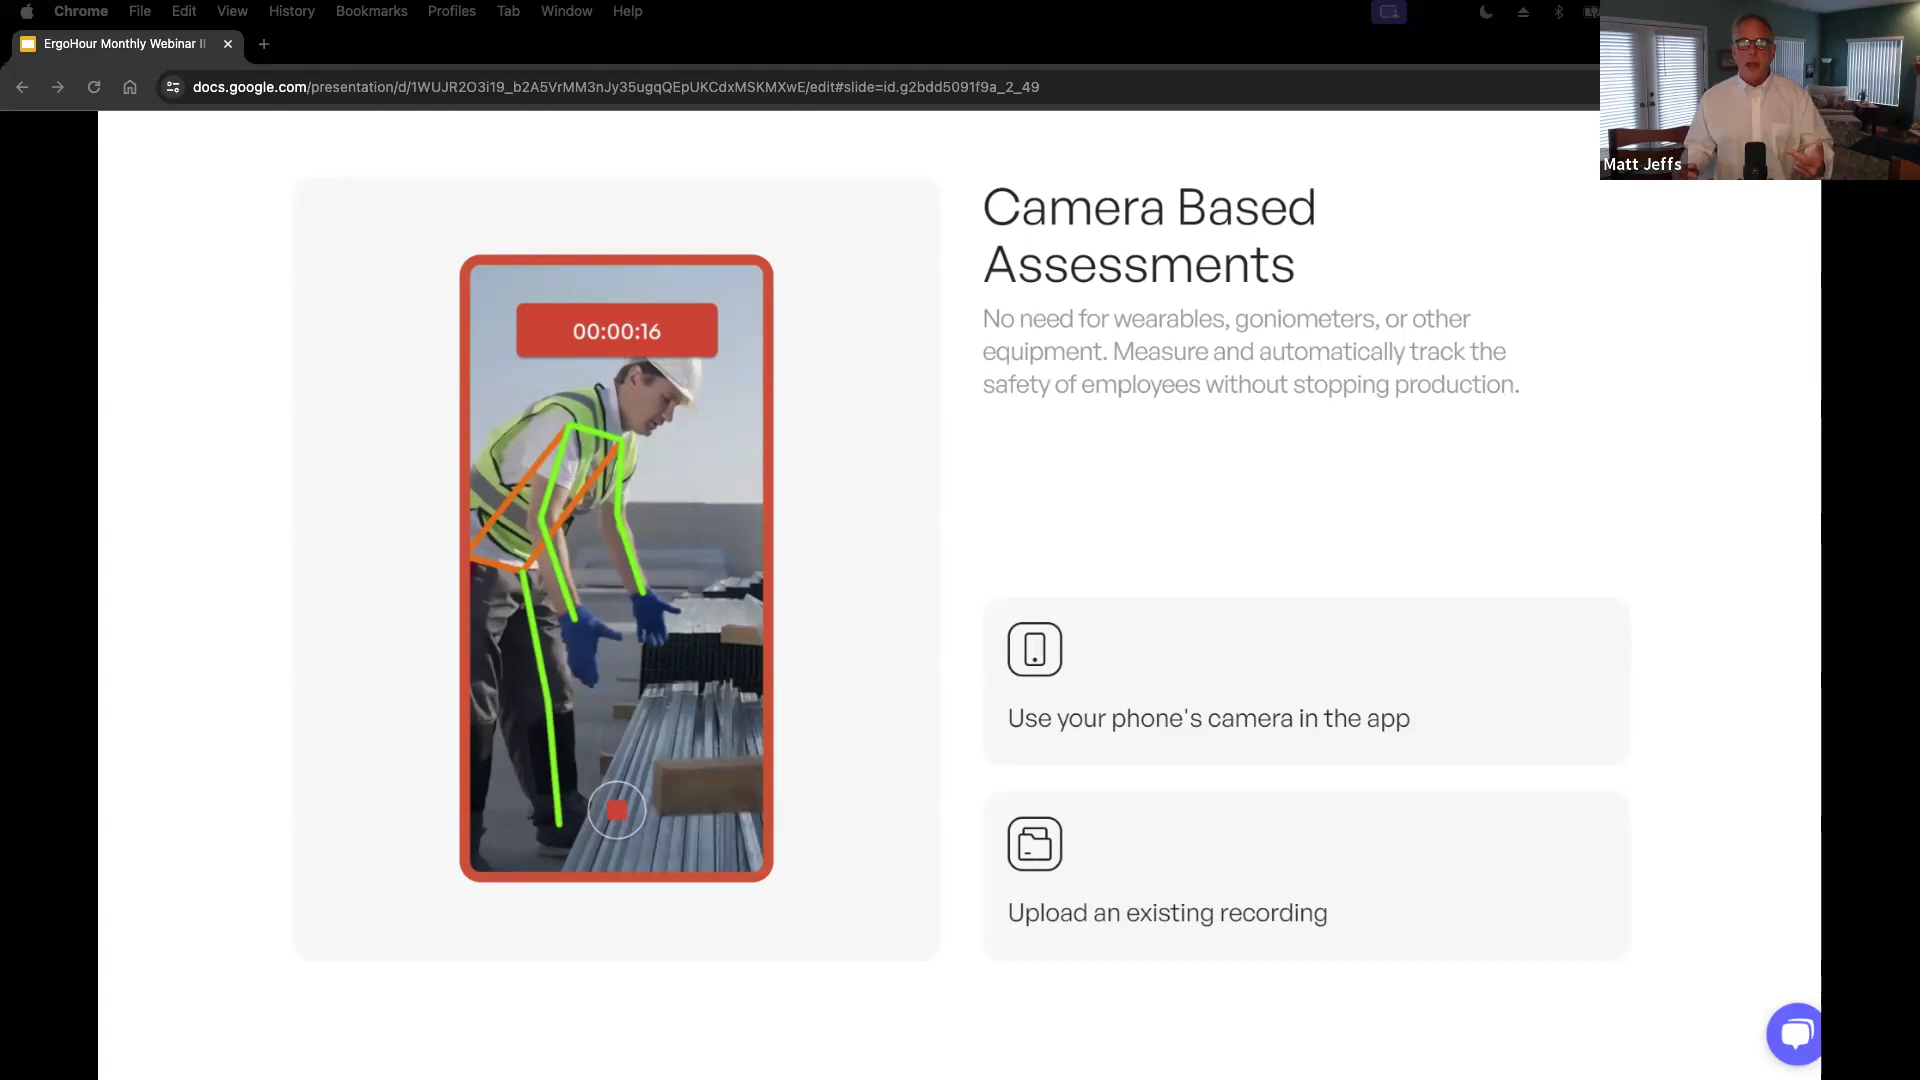 Chrome File Edit View History Bookmarks Profiles Tab Window Help
ErgoHour Monthly Webinar
docs.google.com/presentation/d/1WUJR2O3i19_b2A5VrMM3nJy35ugqQEpUKCdxMSKMXwE/edit#slide=id.g2bdd5091f9a_2_49
Matt Jeffs
Camera Based
Assessments
No need for wearables, goniometers, or other
equipment. Measure and automatically track the
safety of employees without stopping production.
00:00:16
Use your phone's camera in the app
Upload an existing recording